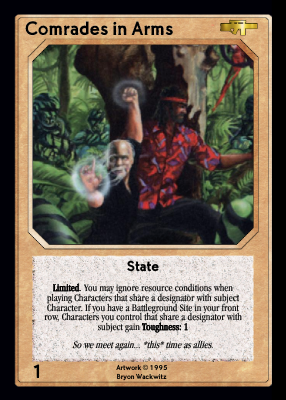 Comrades in Arms
State
Limited. You may ignore resource conditions when
playing Characters that share a designator with subject
Character. If you have a Battleground Site in your front
row, Characters you control that share a designator with
subject gain Toughness: 1
So we meet again... *this* time as allies.
1
Artwork © 1995
Bryon Wackwitz